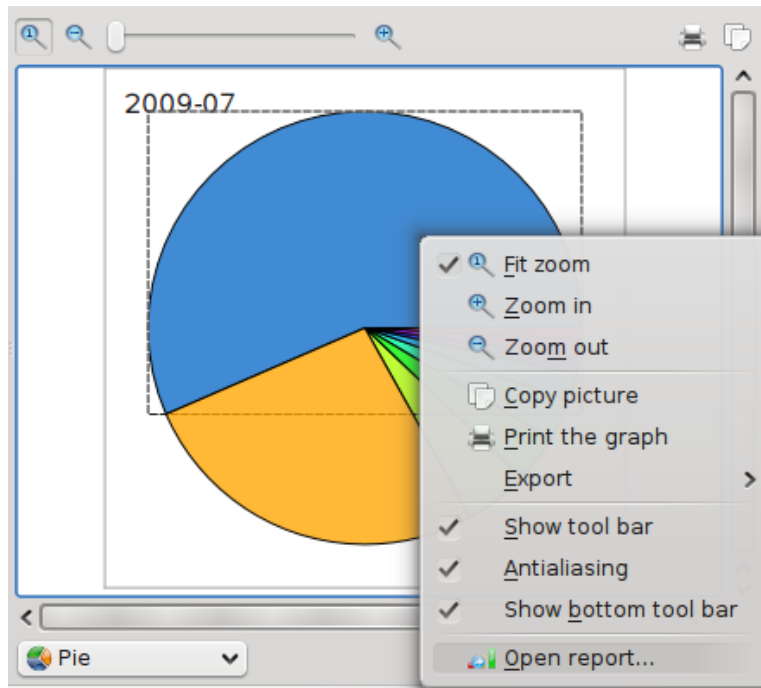 2009-07
Fit zoom
Zoom in
Zoom out
Copy picture
Print the graph
Export
Show tool bar
Antialiasing
Show bottom tool bar
Pie
Open report...